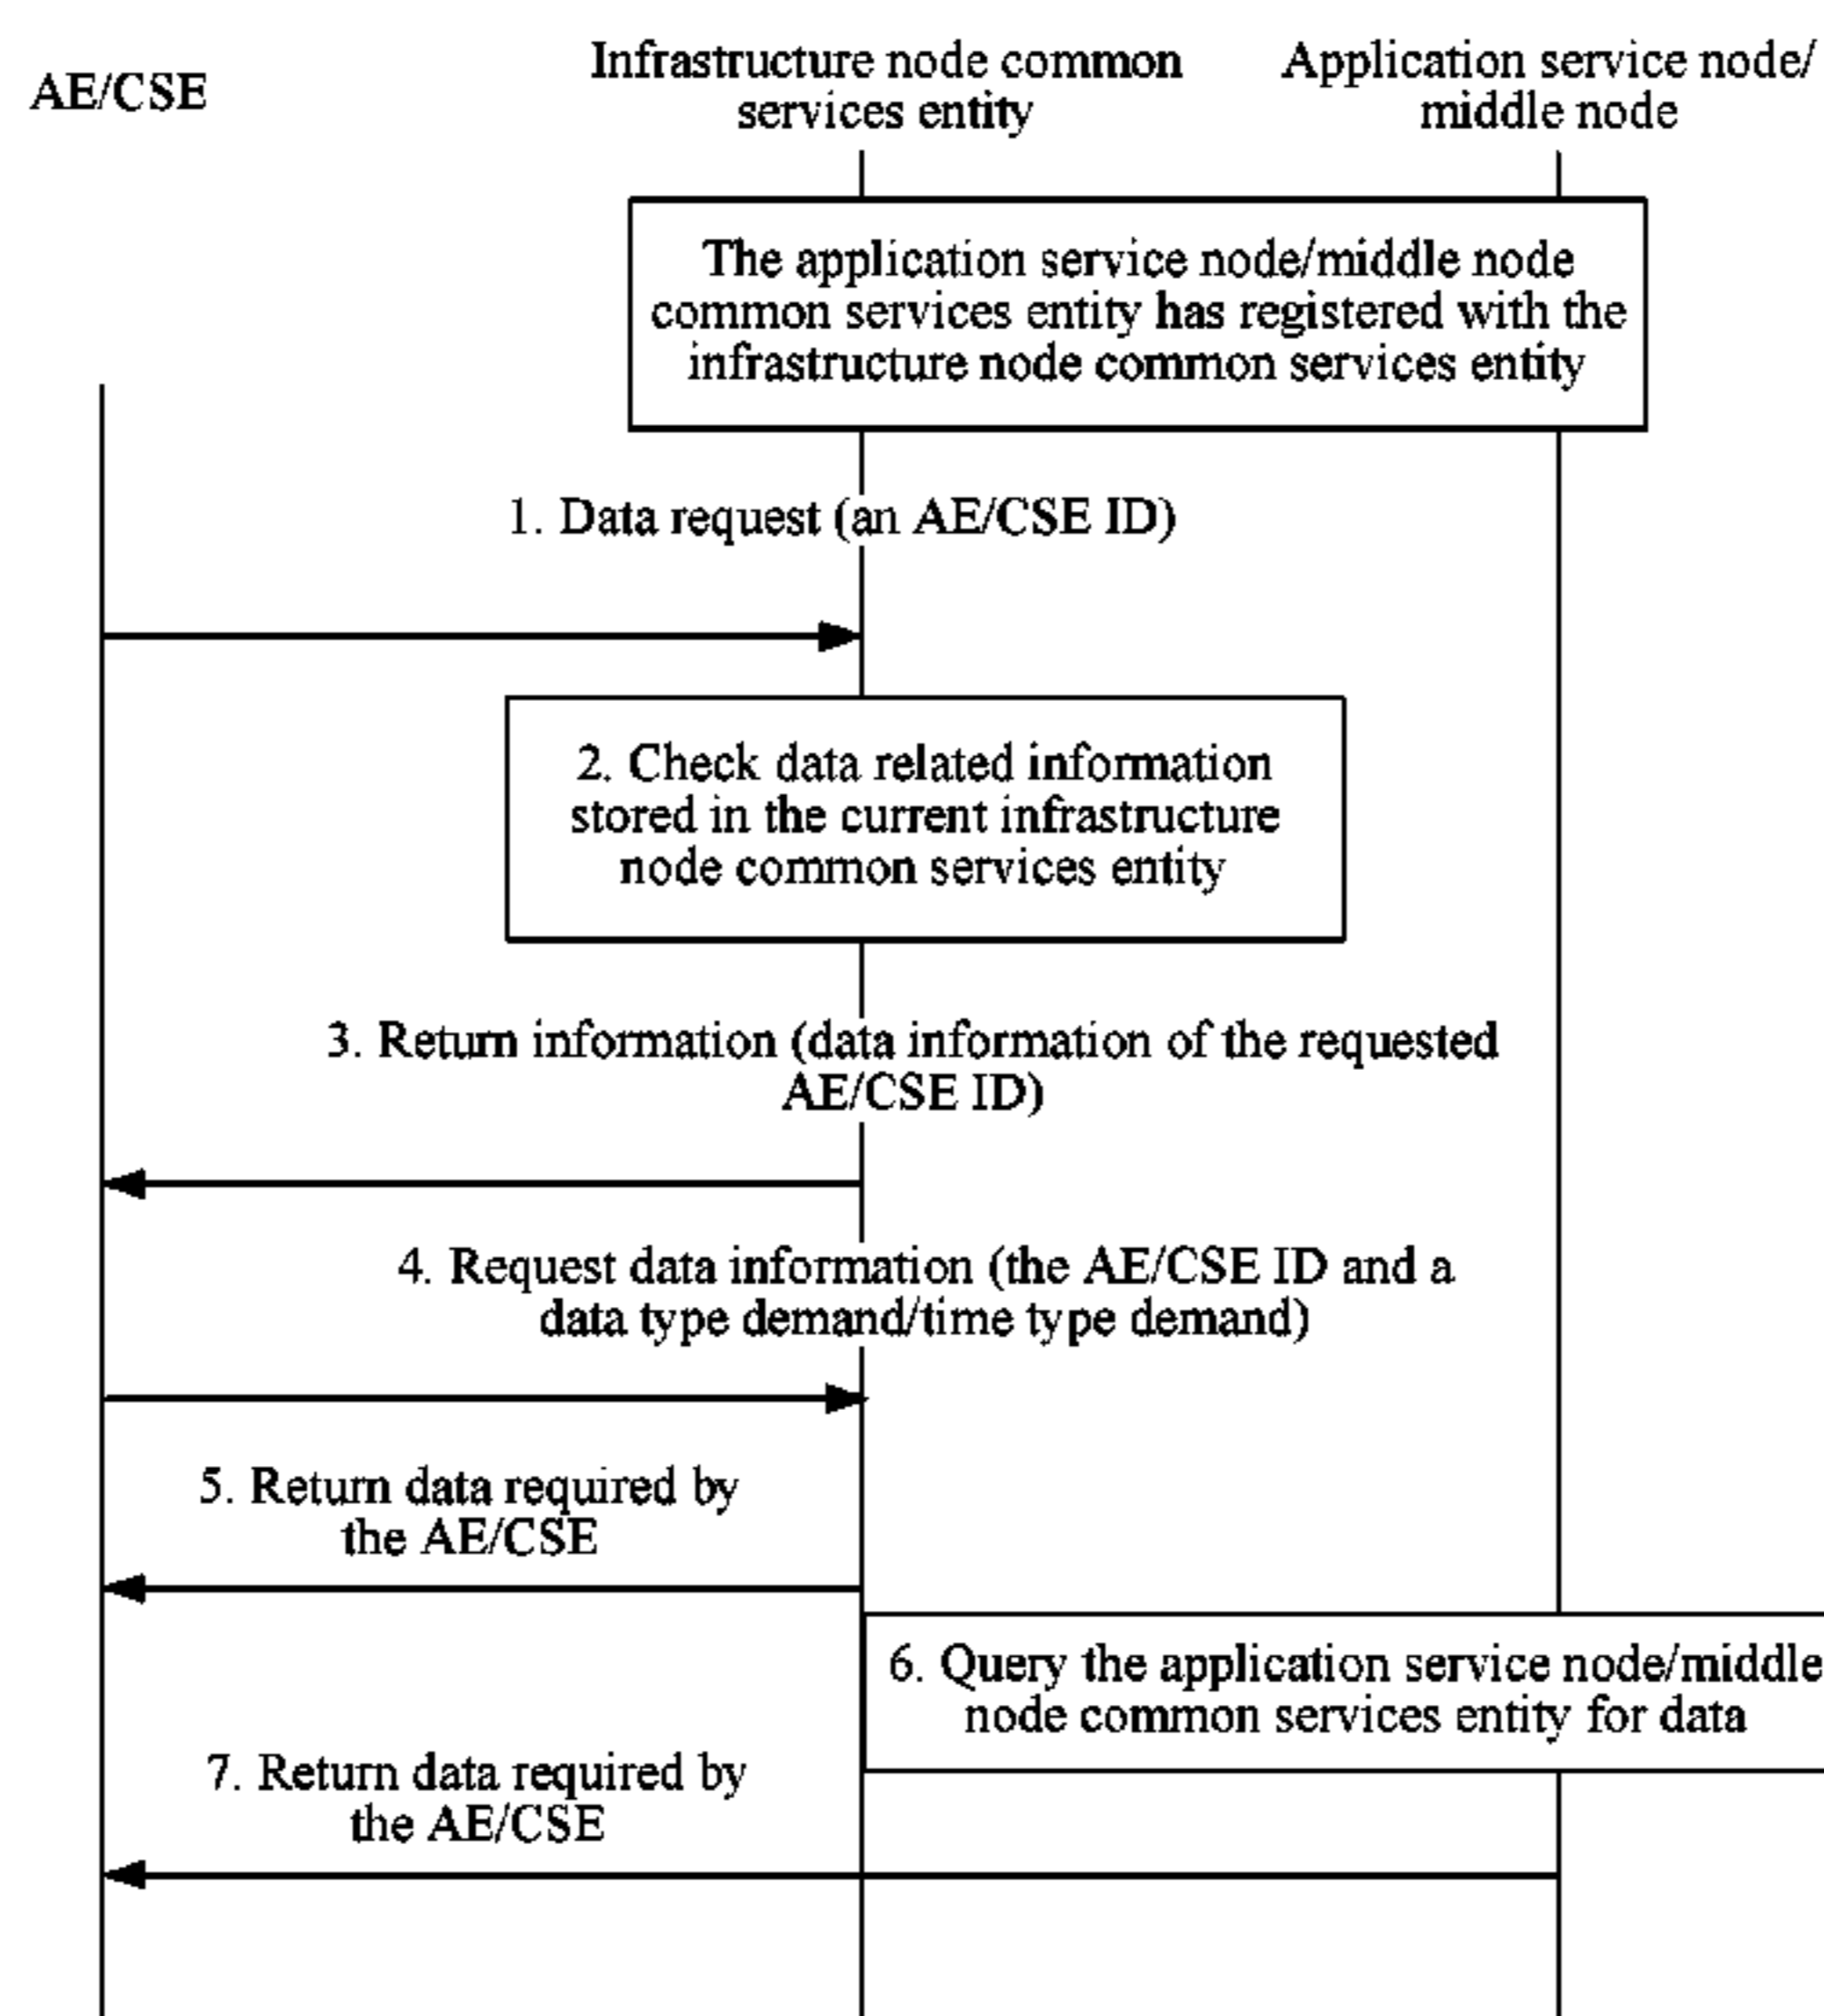 AE/CSE
Infrastructure node common
services entity
Application service node/
middle node
The application service node/middle node
common services entity has registered with the
infrastructure node common services entity
1. Data request (an AE/CSE ID)
2. Check data related information
stored in the current infrastructure
node common services entity
3. Return information (data information of the requested
AE/CSE ID)
4. Request data information (the AE/CSE ID and a
data type demand/time type demand)
5. Return data required by
the AE/CSE
6. Query the application service node/middle
node common services entity for data
7. Return data required by
the AE/CSE